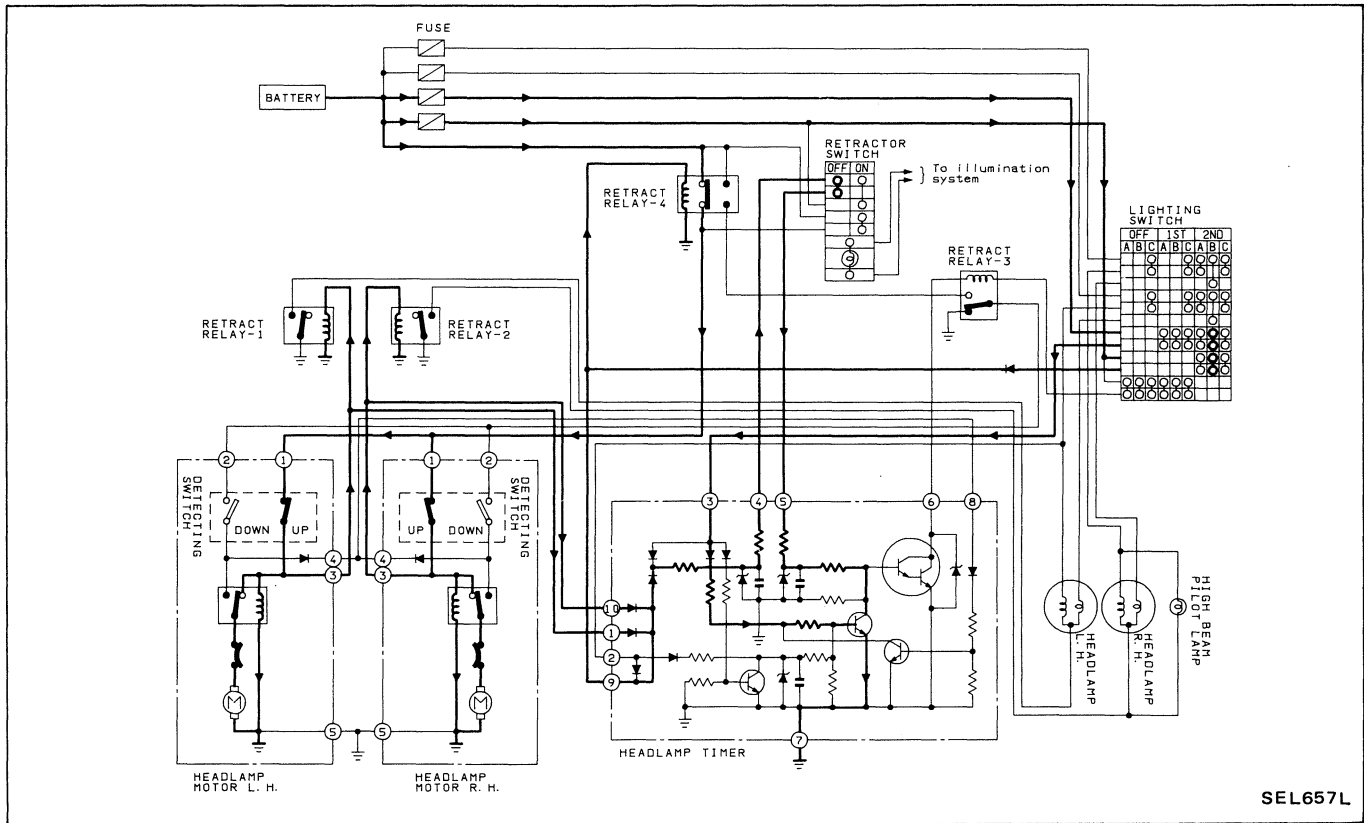 FUSE
BATTERY
RETRACTOR
SWITCH
OFF ON
To illumination
system
RETRACT
RELAY-4
LIGHTING
SWITCH
OFF 1ST 2ND
A B C A B C A B C
RETRACT
RELAY-3
RETRACT
RELAY-1
RETRACT
RELAY-2
2 1 1 2
3 4 5 6 8
DETECTING
SWITCH
DOWN UP
UP DOWN
DETECTING
SWITCH
4 4
3 3
10
1
2
9
M M
5 5
7
HEADLAMP TIMER
HEADLAMP
MOTOR L. H.
HEADLAMP
MOTOR R. H.
HEADLAMP
L. H.
HEADLAMP
R. H.
HIGH BEAM
PILOT LAMP
SEL657L